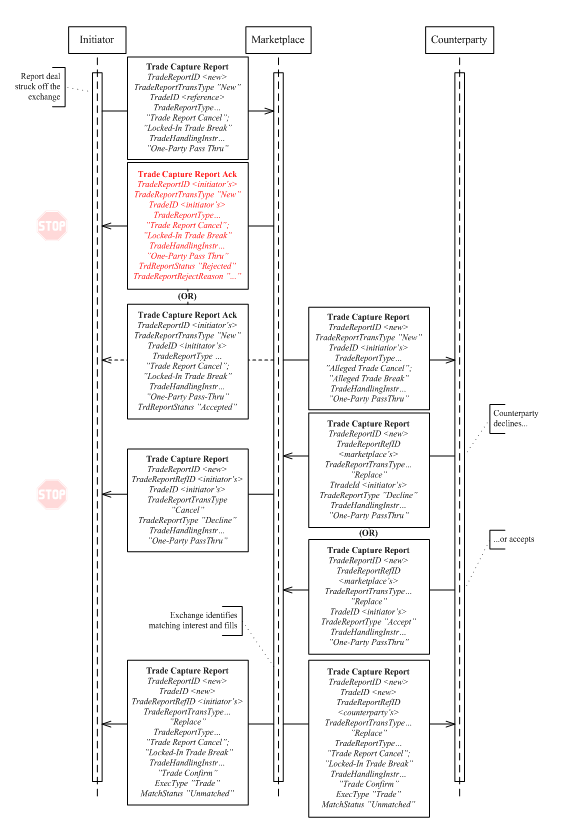 Initiator
Marketplace
Counterparty
Report deal
struck off the
exchange
Trade Capture Report
TradeReportID <new>
TradeReportTransType "New"
TradeID <reference>
TradeReportType...
"Trade Report Cancel";
"Locked-In Trade Break"
TradeHandlingInstr...
"One-Party Pass Thru"
STOP
Trade Capture Report Ack
TradeReportID <initiator's>
TradeReportTransType "New"
TradeID <initiator's>
TradeReportType...
"Trade Report Cancel";
"Locked-In Trade Break"
TradeHandlingInstr...
"One-Party Pass Thru"
TrdReportStatus "Rejected"
TradeReportRejectReason "..."
(OR)
Trade Capture Report Ack
TradeReportID <initiator's>
TradeReportTransType "New"
TradeID <initiator's>
TradeReportType ...
"Trade Report Cancel";
"Locked-In Trade Break"
TradeHandlingInstr...
"One-Party Pass-Thru"
TrdReportStatus "Accepted"
Trade Capture Report
TradeReportID <new>
TradeReportTransType "New"
TradeID <initiatior's>
TradeReportType...
"Alleged Trade Cancel";
"Alleged Trade Break"
TradeHandlingInstr...
"One-Party PassThru"
Counterparty
declines...
Trade Capture Report
TradeReportID <new>
TradeReportRefID
<marketplace's>
TradeReportTransType...
"Replace"
TtradeId <initiator's>
TradeReportType "Decline"
TradeHandlingInstr...
"One-Party PassThru"
STOP
Trade Capture Report
TradeReportID <new>
TradeReportRefID <initiator's>
TradeID <initiator's>
TradeReportTransType
"Cancel"
TradeReportType "Decline"
TradeHandlingInstr...
"One-Party PassThru"
(OR)
...or accepts
Trade Capture Report
TradeReportID <new>
TradeReportRefID
<marketplace's>
TradeReportTransType...
"Replace"
TradeID <initiator's>
TradeReportType "Accept"
TradeHandlingInstr...
"One-Party PassThru"
Exchange identifies
matching interest and fills
Trade Capture Report
TradeReportID <new>
TradeID <new>
TradeReportRefID <initiator's>
TradeReportTransType...
"Replace"
TradeReportType...
"Trade Report Cancel";
"Locked-In Trade Break"
TradeHandlingInstr...
"Trade Confirm"
ExecType "Trade"
MatchStatus "Unmatched"
Trade Capture Report
TradeReportID <new>
TradeID <new>
TradeReportRefID
<counterparty's>
TradeReportTransType...
"Replace"
TradeReportType...
"Trade Report Cancel";
"Locked-In Trade Break"
TradeHandlingInstr...
"Trade Confirm"
ExecType "Trade"
MatchStatus "Unmatched"